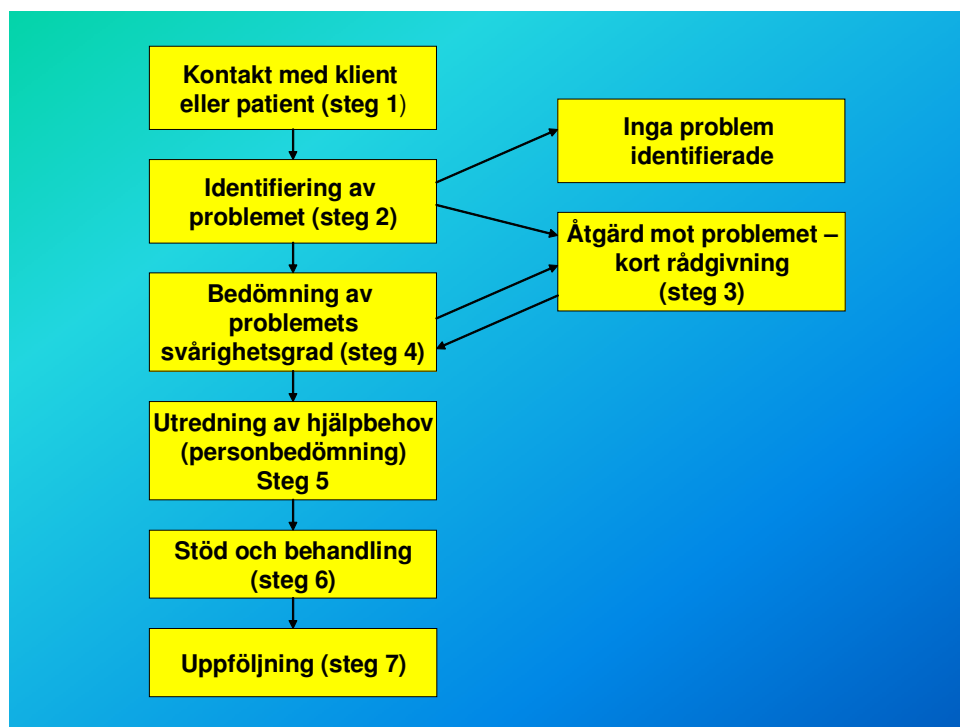 Kontakt med klient
eller patient (steg 1)
Inga problem
identifierade
Identifiering av
problemet (steg 2)
Åtgärd mot problemet –
kort rådgivning
(steg 3)
Bedömning av
problemets
svårighetsgrad (steg 4)
Utredning av hjälpbehov
(personbedömning)
Steg 5
Stöd och behandling
(steg 6)
Uppföljning (steg 7)